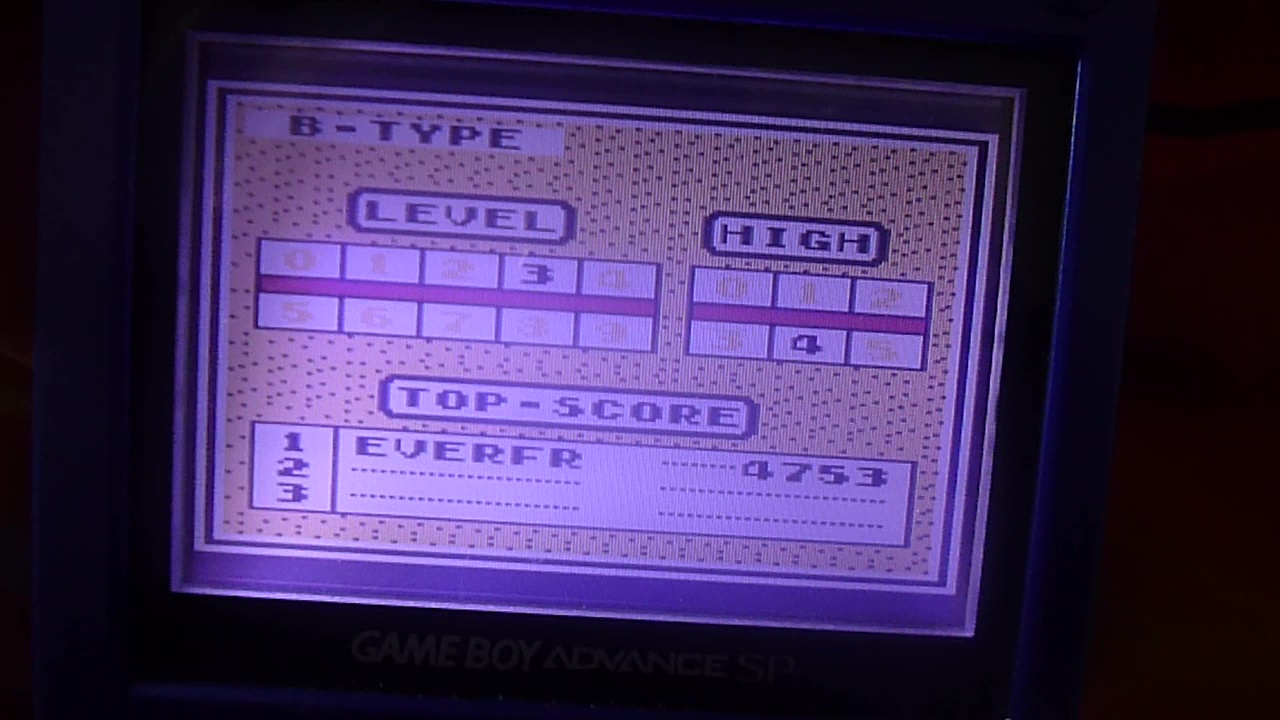 B-TYPE
LEVEL HIGH
0 1 2 3 4 0 1 2
5 6 7 8 9 3 4 5
TOP-SCORE
1 EVERFR 4753
2
3
GAME BOY ADVANCE SP